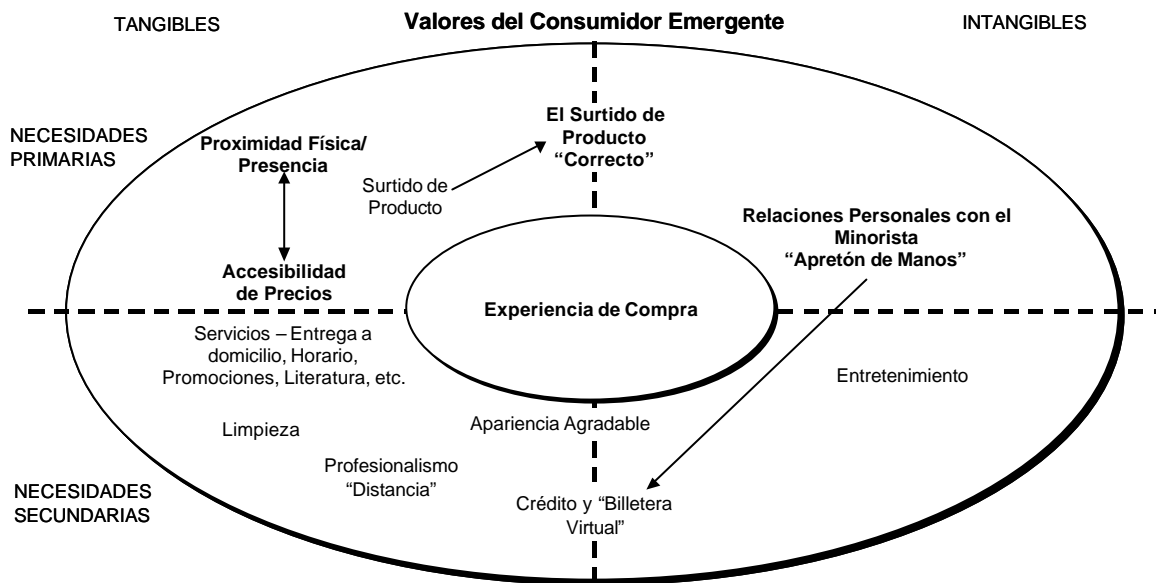 TANGIBLES
Valores del Consumidor Emergente
INTANGIBLES
NECESIDADES
PRIMARIAS
Proximidad Física/
Presencia
El Surtido de
Producto
“Correcto”
Surtido de
Producto
Relaciones Personales con el
Minorista
“Apretón de Manos”
Accesibilidad
de Precios
Experiencia de Compra
Servicios – Entrega a
domicilio, Horario,
Promociones, Literatura, etc.
Entretenimiento
Limpieza
Apariencia Agradable
Profesionalismo
“Distancia”
NECESIDADES
SECUNDARIAS
Crédito y “Billetera
Virtual”